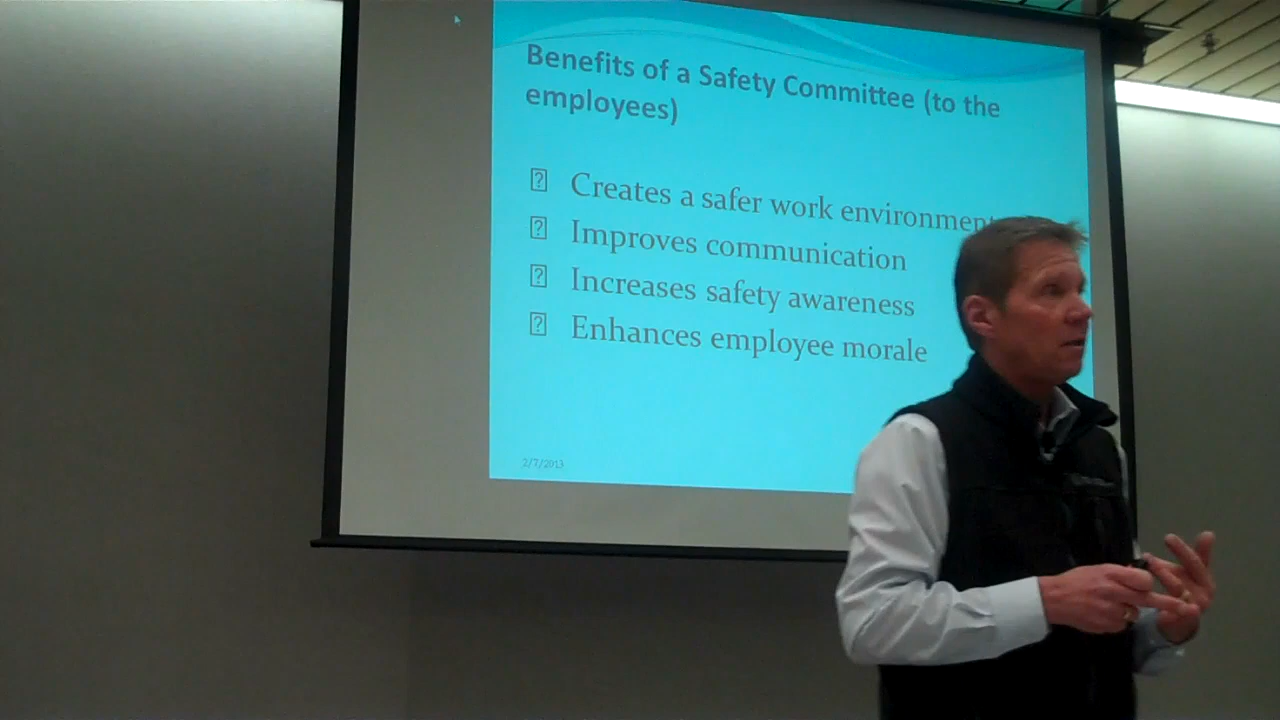 Benefits of a Safety Committee (to the
employees)
Creates a safer work environment
Improves communication
Increases safety awareness
Enhances employee morale
2/7/2013